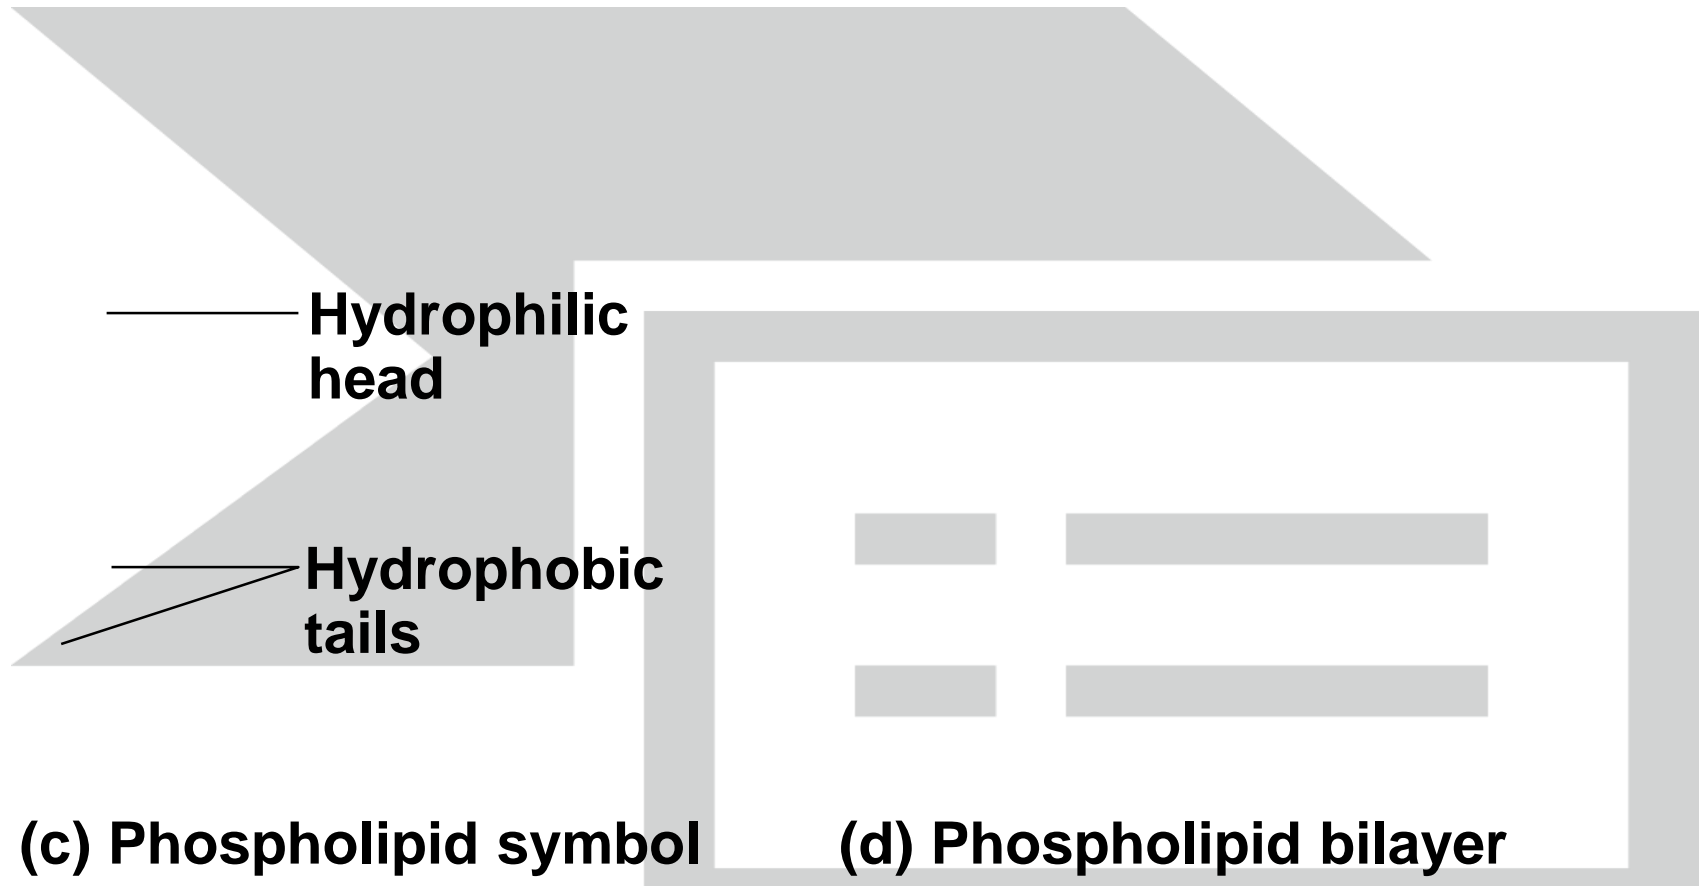 Hydrophilic
head
Hydrophobic
tails
(c) Phospholipid symbol
(d) Phospholipid bilayer